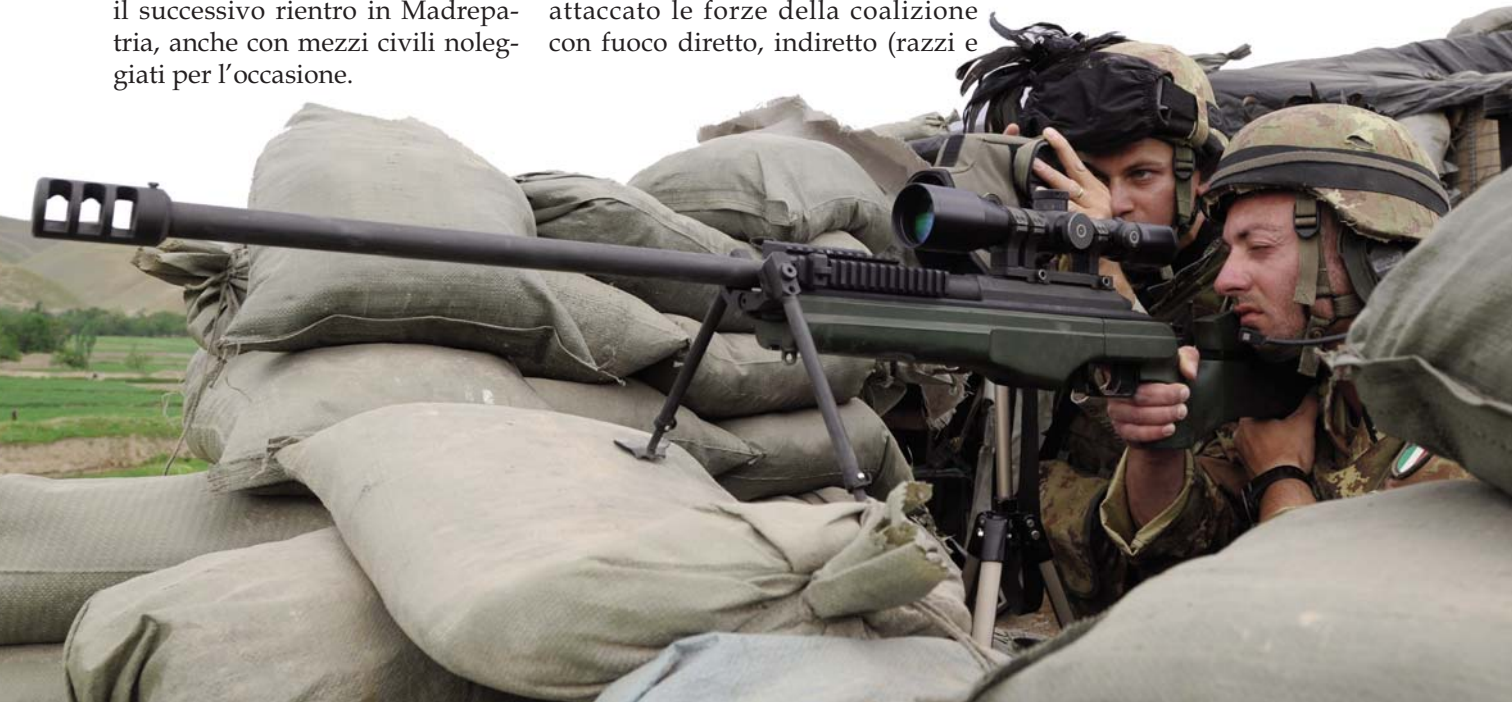 il successivo rientro in Madrepa-
tria, anche con mezzi civili noleg-
giati per l'occasione.
attaccato le forze della coalizione
con fuoco diretto, indiretto (razzi e